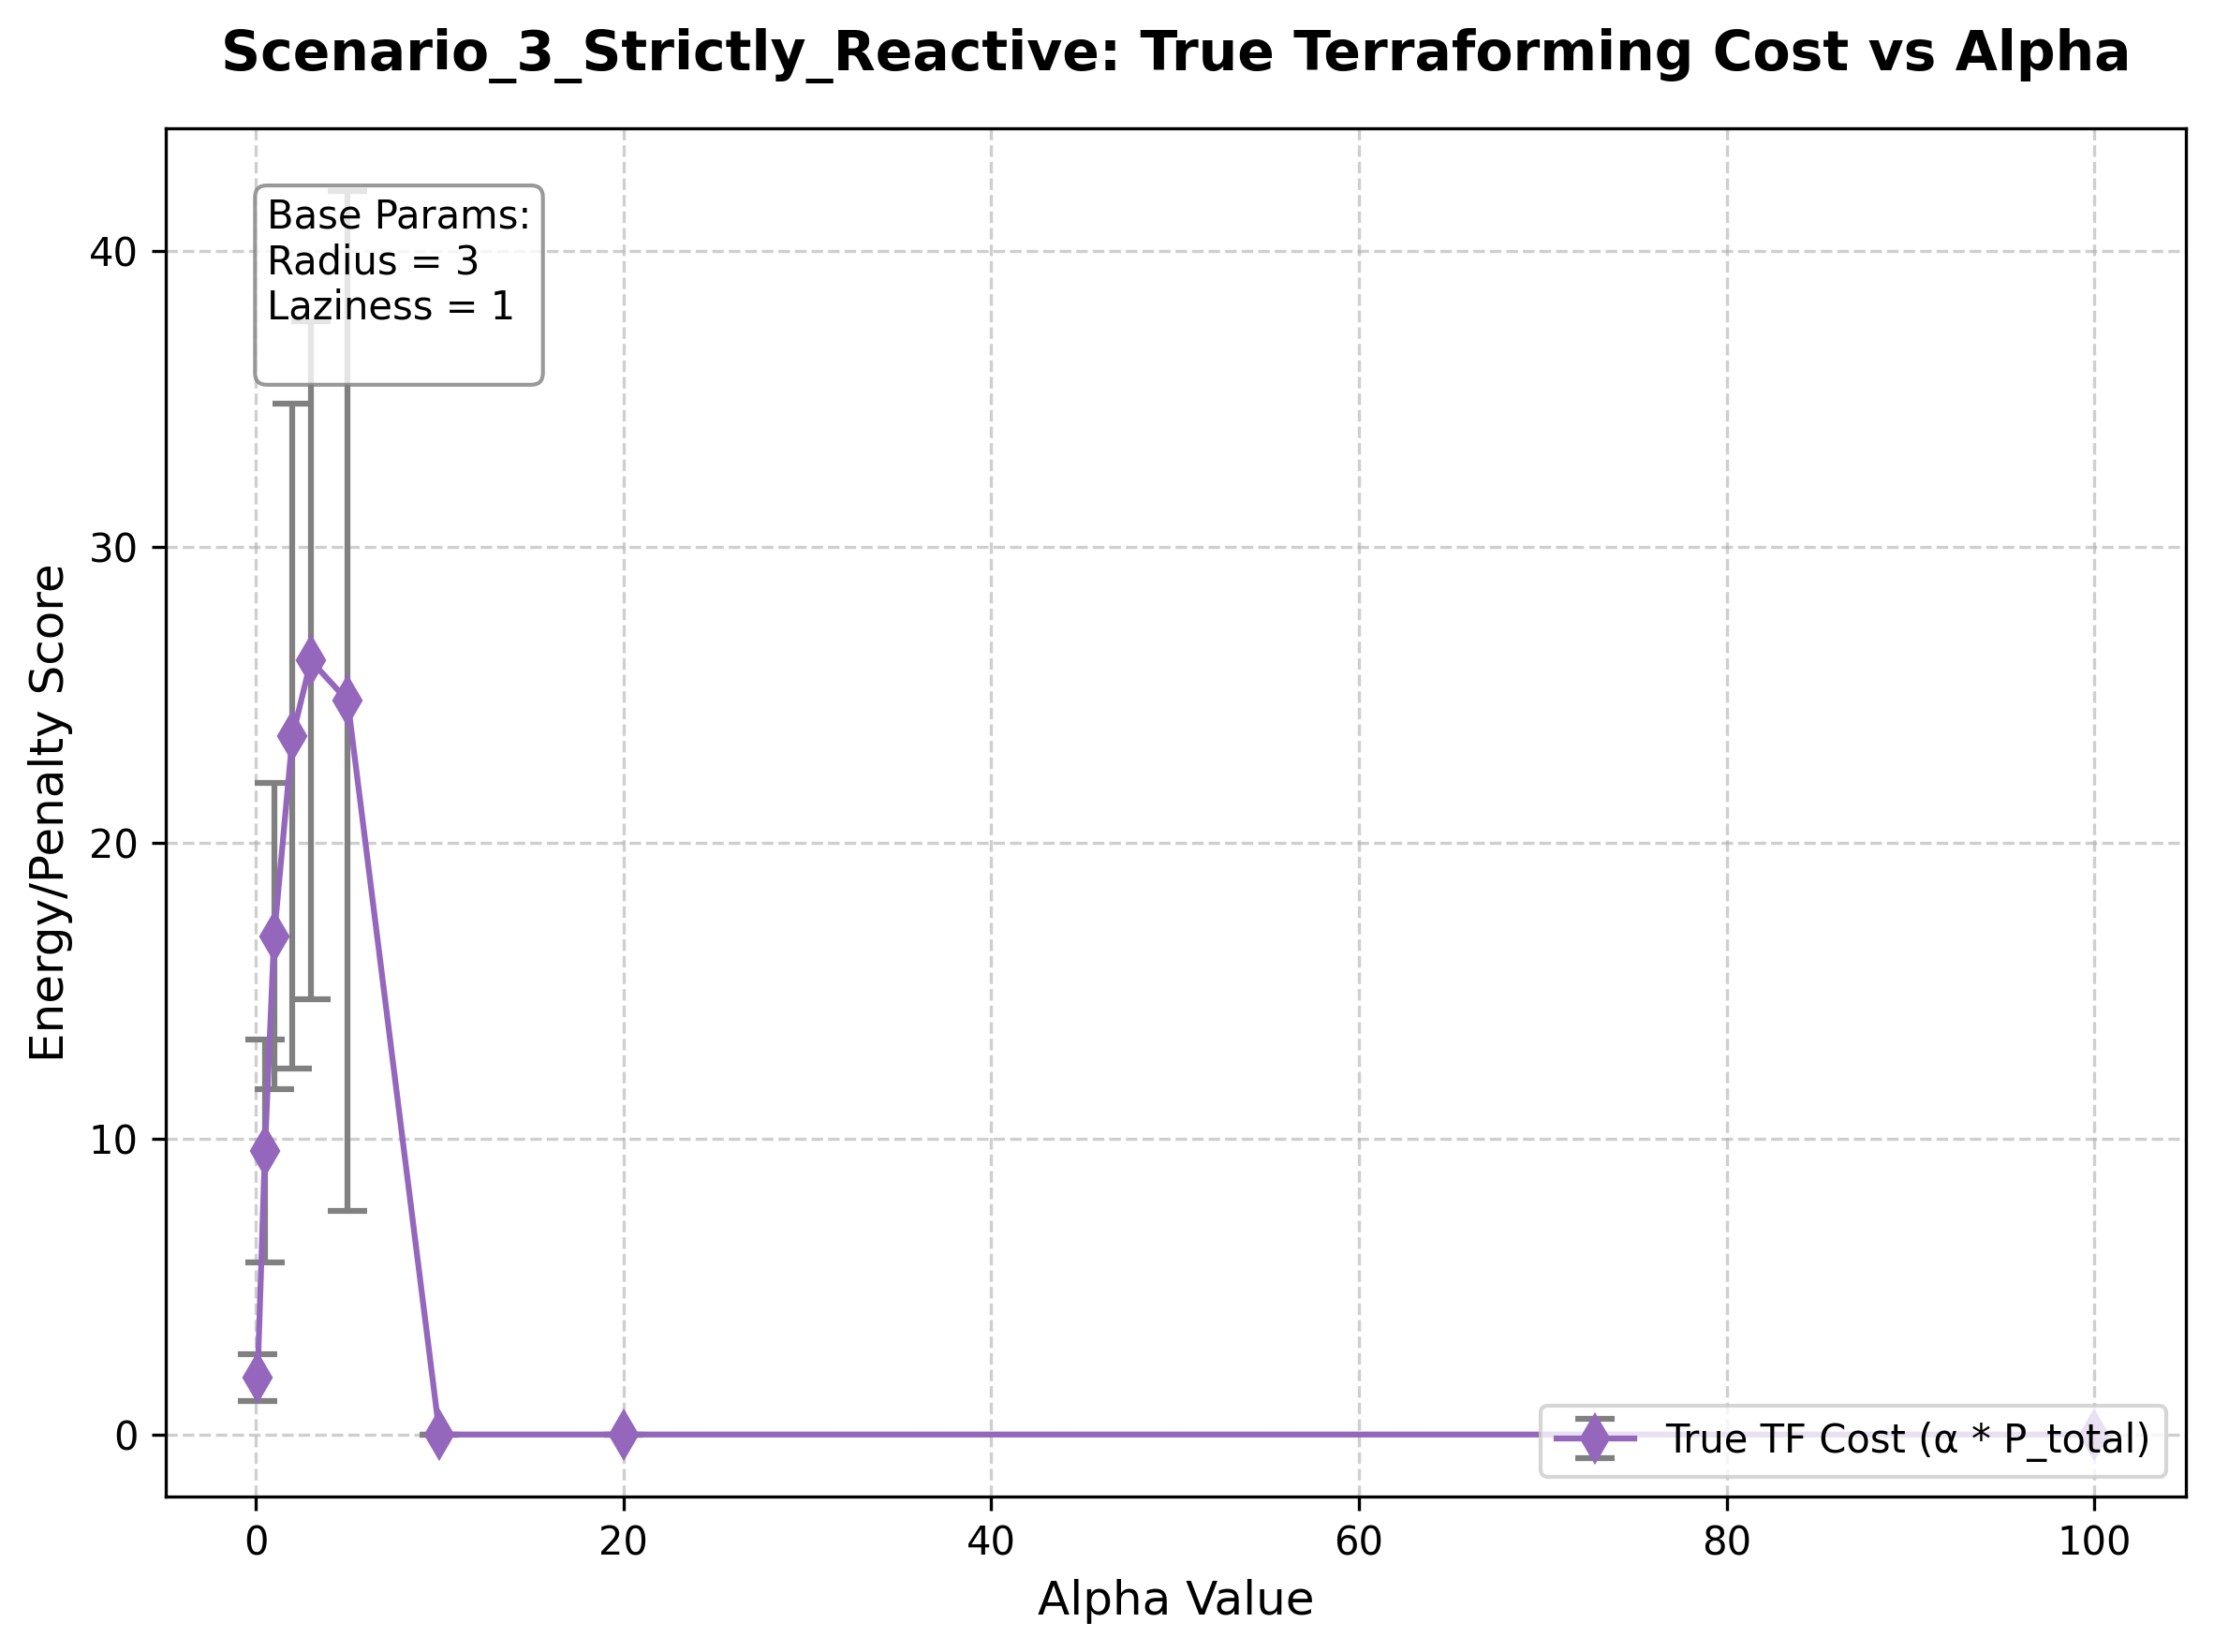 Scenario_3_Strictly_Reactive: True Terraforming Cost vs Alpha
Base Params:
Radius = 3
Laziness = 1
Energy/Penalty Score
40
30
20
10
0
0
20
40
60
80
100
Alpha Value
True TF Cost (α * P_total)